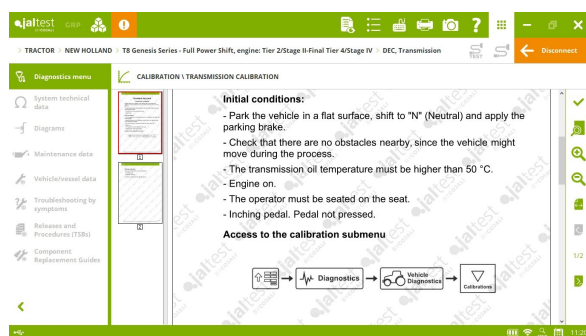 jaltest GRP
> TRACTOR > NEW HOLLAND > T8 Genesis Series - Full Power Shift, engine: Tier 2/Stage II-Final Tier 4/Stage IV > DEC, Transmission
TEST
Disconnect
Diagnostics menu
CALIBRATION \ TRANSMISSION CALIBRATION
System technical
data
Diagrams
Maintenance data
Vehicle/vessel data
Troubleshooting by
symptoms
Releases and
Procedures (TSBs)
Component
Replacement Guides
Initial conditions:
- Park the vehicle in a flat surface, shift to "N" (Neutral) and apply the
parking brake.
- Check that there are no obstacles nearby, since the vehicle might
move during the process.
- The transmission oil temperature must be higher than 50 °C.
- Engine on.
- The operator must be seated on the seat.
- Inching pedal. Pedal not pressed.
Access to the calibration submenu
Diagnostics
Vehicle
Diagnostics
Calibrations
1/2